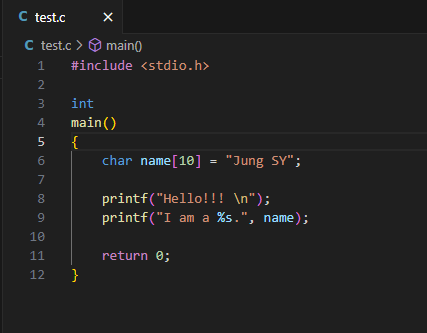 C test.c ×
C test.c > main()
1 #include <stdio.h>
2
3 int
4 main()
5 {
6 char name[10] = "Jung SY";
7
8 printf("Hello!!! \n");
9 printf("I am a %s.", name);
10
11 return 0;
12 }